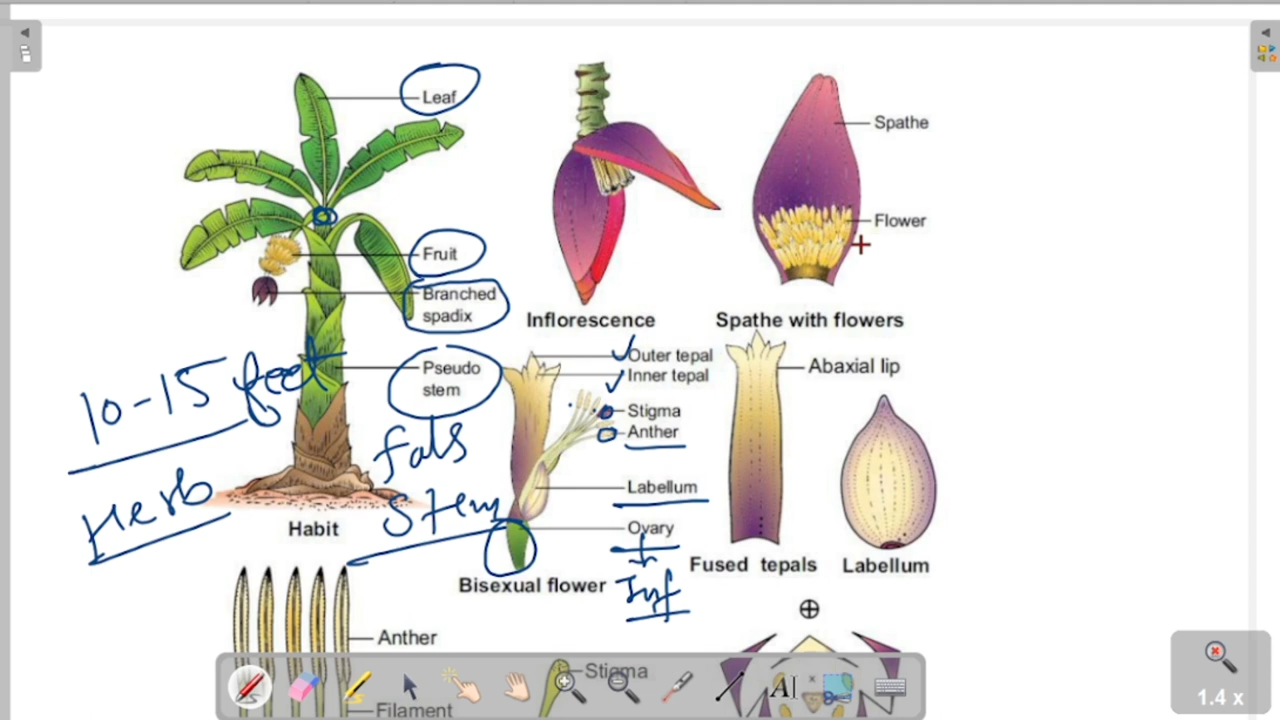 Leaf
Fruit
Branched
spadix
Pseudo
stem
10-15 feet
Herb
fals
stem
Habit
Inflorescence
Spathe
Flower
Spathe with flowers
Outer tepal
Inner tepal
Stigma
Anther
Labellum
Ovary
Inf
Bisexual flower
Abaxial lip
Fused tepals
Labellum
Anther
Filament
Stigma
AI
1.4 x